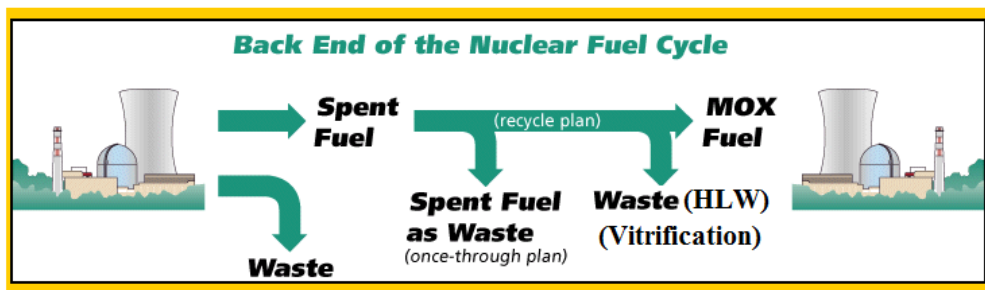 Back End of the Nuclear Fuel Cycle
Spent
Fuel
(recycle plan)
MOX
Fuel
Spent Fuel
as Waste
(once-through plan)
Waste (HLW)
(Vitrification)
Waste